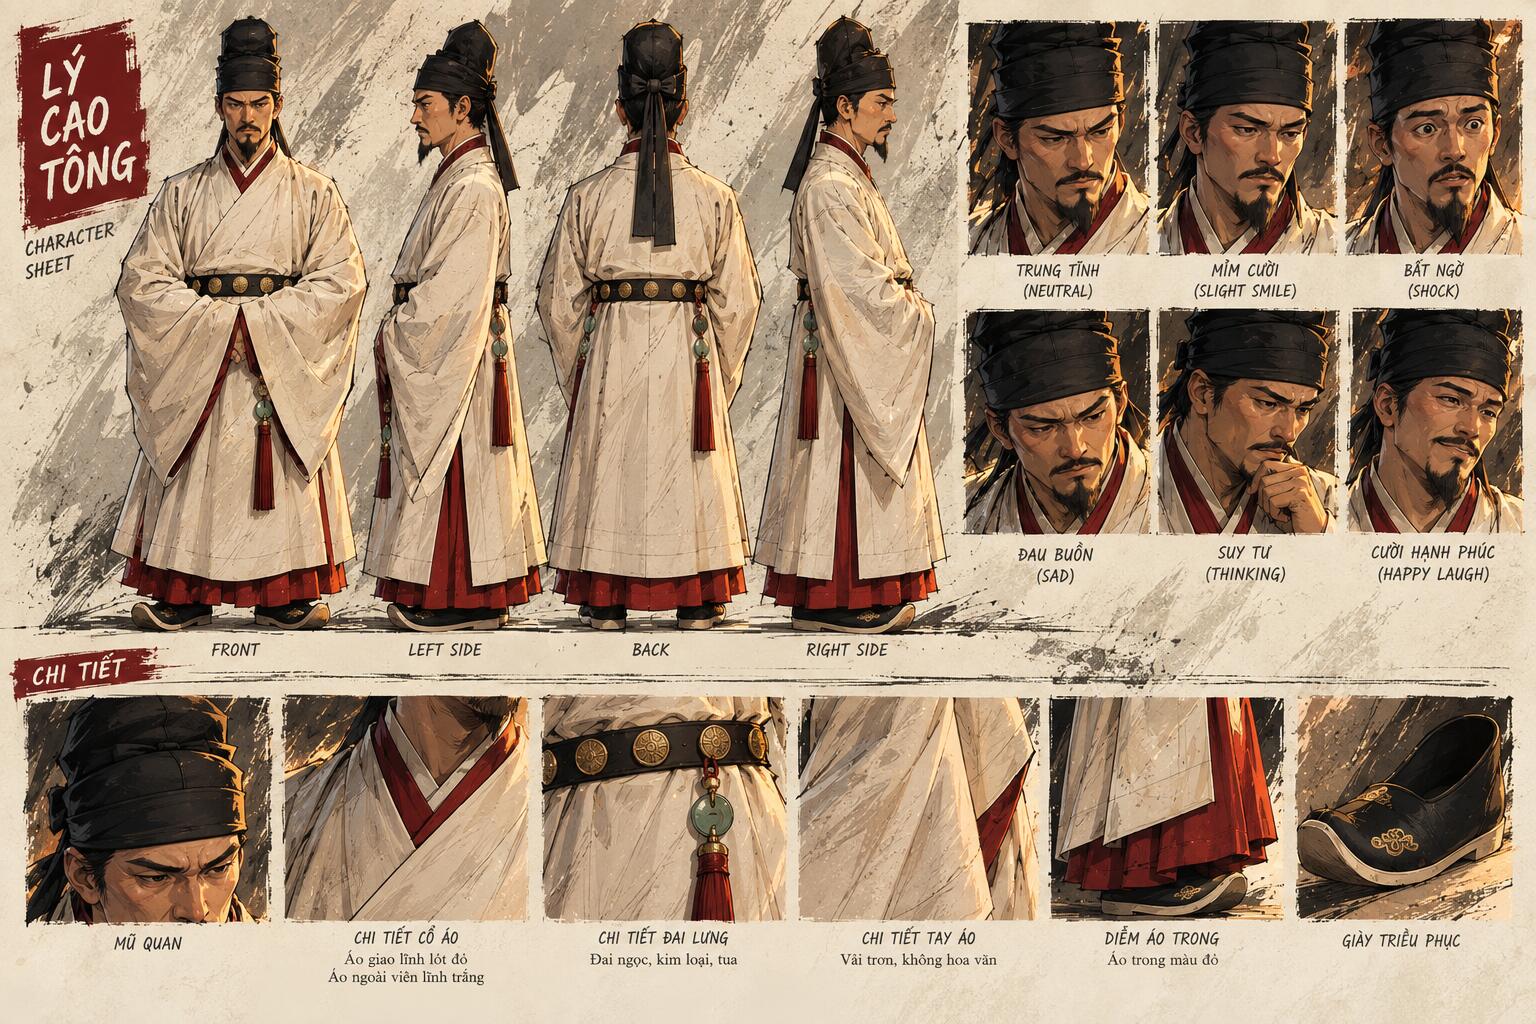 LÝ
CAO
TÔNG
CHARACTER
SHEET
FRONT
LEFT SIDE
BACK
RIGHT SIDE
TRUNG TĨNH
(NEUTRAL)
MỈM CƯỜI
(SLIGHT SMILE)
BẤT NGỜ
(SHOCK)
ĐAU BUỒN
(SAD)
SUY TƯ
(THINKING)
CƯỜI HẠNH PHÚC
(HAPPY LAUGH)
CHI TIẾT
MŨ QUAN
CHI TIẾT CỔ ÁO
Áo giao lĩnh lót đỏ
Áo ngoài viên lĩnh trắng
CHI TIẾT ĐAI LƯNG
Đai ngọc, kim loại, tua
CHI TIẾT TAY ÁO
Vải trơn, không hoa văn
DIỄM ÁO TRONG
Áo trong màu đỏ
GIÀY TRIỀU PHỤC